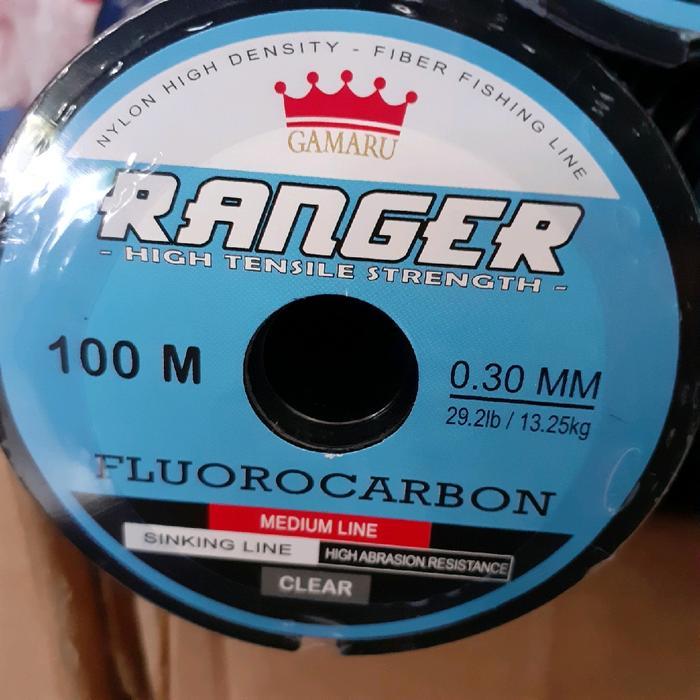 NYLON HIGH DENSITY - FIBER FISHING LINE
GAMARU
RANGER
- HIGH TENSILE STRENGTH -
100 M
0.30 MM
29.2lb / 13.25kg
FLUOROCARBON
MEDIUM LINE
SINKING LINE
HIGH ABRASION RESISTANCE
CLEAR